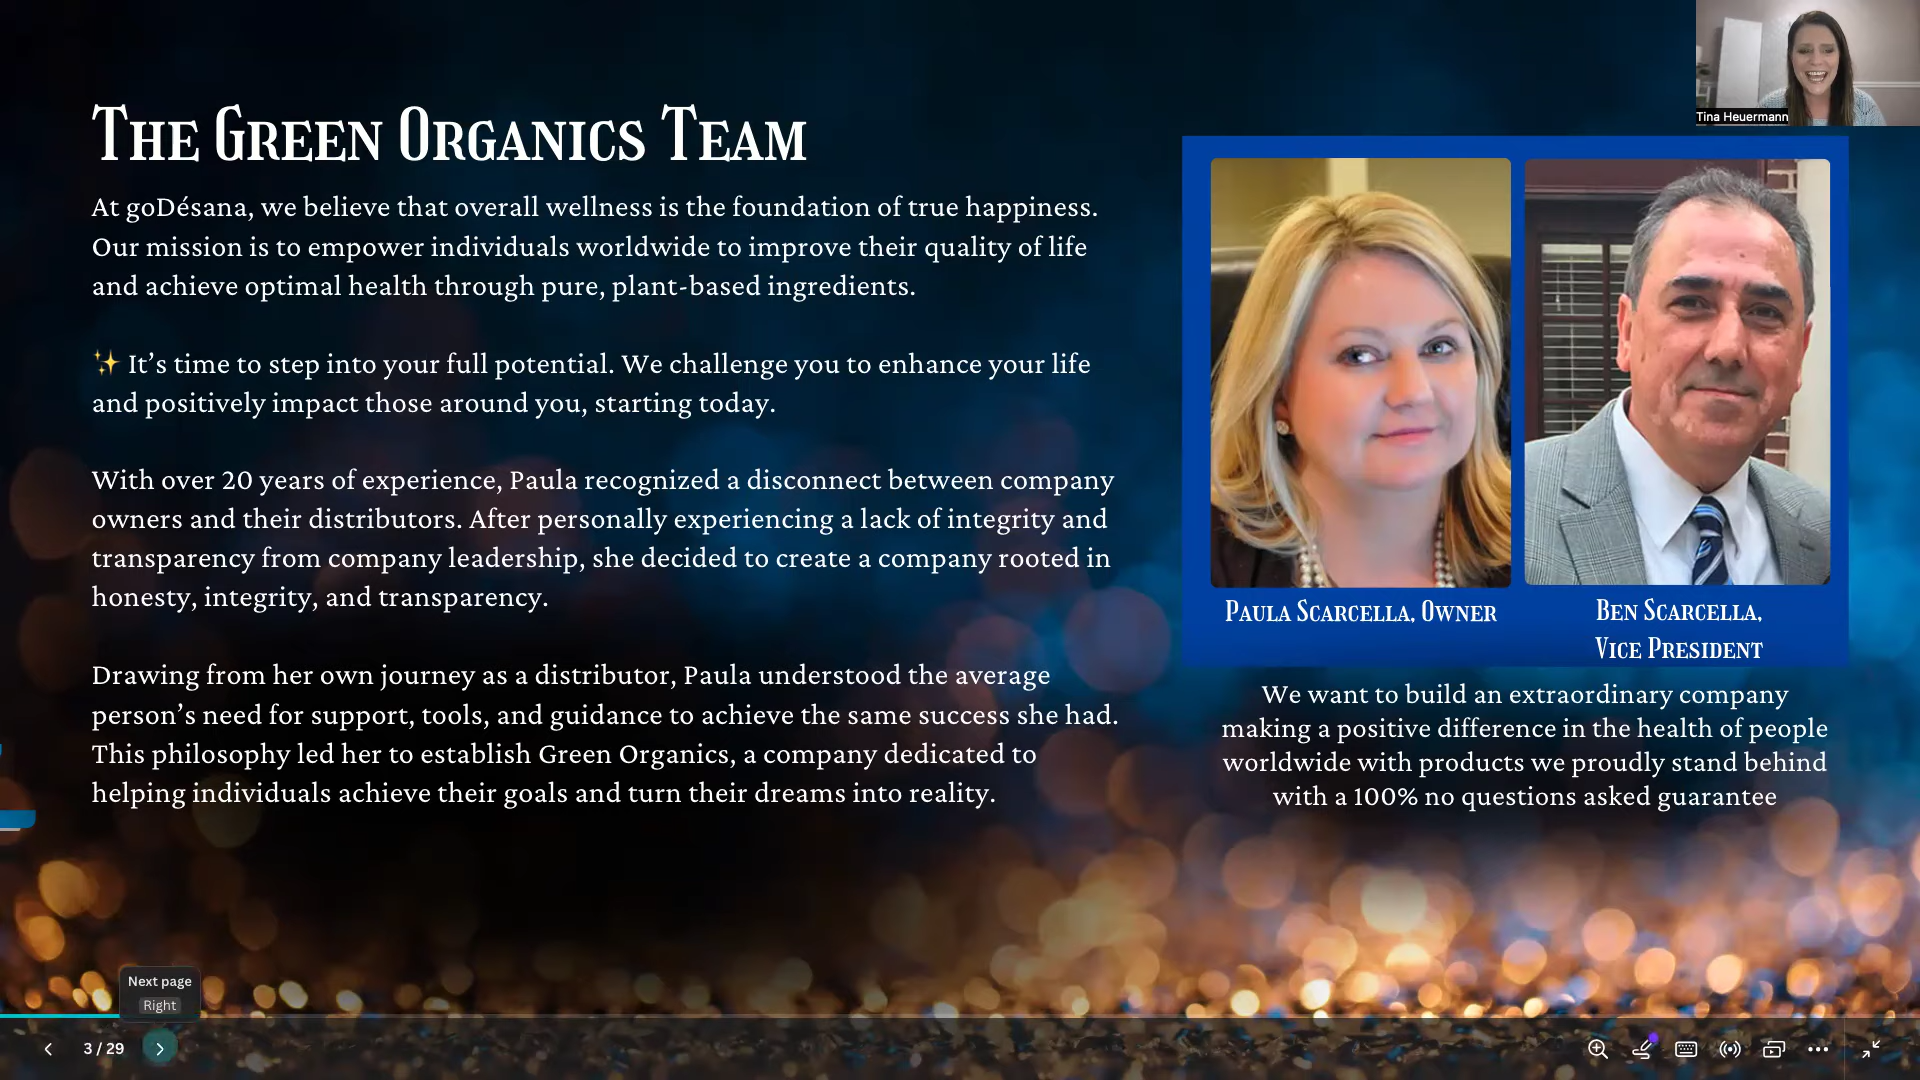 Tina Heuermann
The Green Organics Team
At goDésana, we believe that overall wellness is the foundation of true happiness.
Our mission is to empower individuals worldwide to improve their quality of life
and achieve optimal health through pure, plant-based ingredients.
✨ It’s time to step into your full potential. We challenge you to enhance your life
and positively impact those around you, starting today.
With over 20 years of experience, Paula recognized a disconnect between company
owners and their distributors. After personally experiencing a lack of integrity and
transparency from company leadership, she decided to create a company rooted in
honesty, integrity, and transparency.
Drawing from her own journey as a distributor, Paula understood the average
person’s need for support, tools, and guidance to achieve the same success she had.
This philosophy led her to establish Green Organics, a company dedicated to
helping individuals achieve their goals and turn their dreams into reality.
Paula Scarcella, Owner
Ben Scarcella,
Vice President
We want to build an extraordinary company
making a positive difference in the health of people
worldwide with products we proudly stand behind
with a 100% no questions asked guarantee
Next page
Right
3 / 29